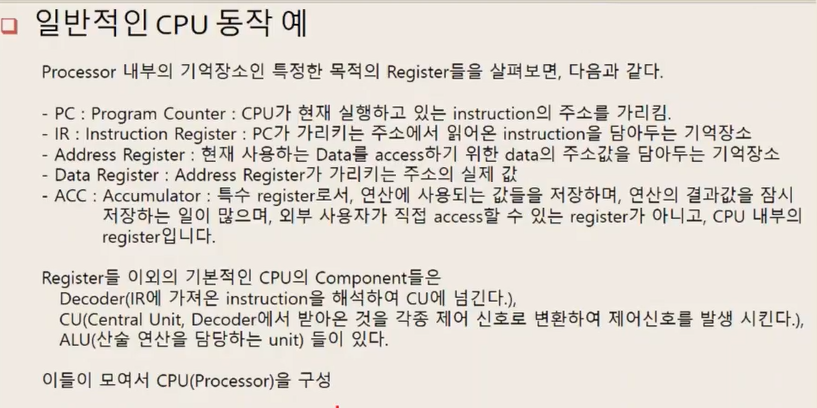 일반적인 CPU 동작 예
Processor 내부의 기억장소인 특정한 목적의 Register들을 살펴보면, 다음과 같다.
- PC : Program Counter : CPU가 현재 실행하고 있는 instruction의 주소를 가리킴.
- IR : Instruction Register : PC가 가리키는 주소에서 읽어온 instruction을 담아두는 기억장소
- Address Register : 현재 사용하는 Data를 access하기 위한 data의 주소값을 담아두는 기억장소
- Data Register : Address Register가 가리키는 주소의 실제 값
- ACC : Accumulator : 특수 register로서, 연산에 사용되는 값들을 저장하며, 연산의 결과값을 잠시
저장하는 일이 많으며, 외부 사용자가 직접 access할 수 있는 register가 아니고, CPU 내부의
register입니다.
Register들 이외의 기본적인 CPU의 Component들은
Decoder(IR에 가져온 instruction을 해석하여 CU에 넘긴다.),
CU(Central Unit, Decoder에서 받아온 것을 각종 제어 신호로 변환하여 제어신호를 발생 시킨다.),
ALU(산술 연산을 담당하는 unit) 들이 있다.
이들이 모여서 CPU(Processor)을 구성